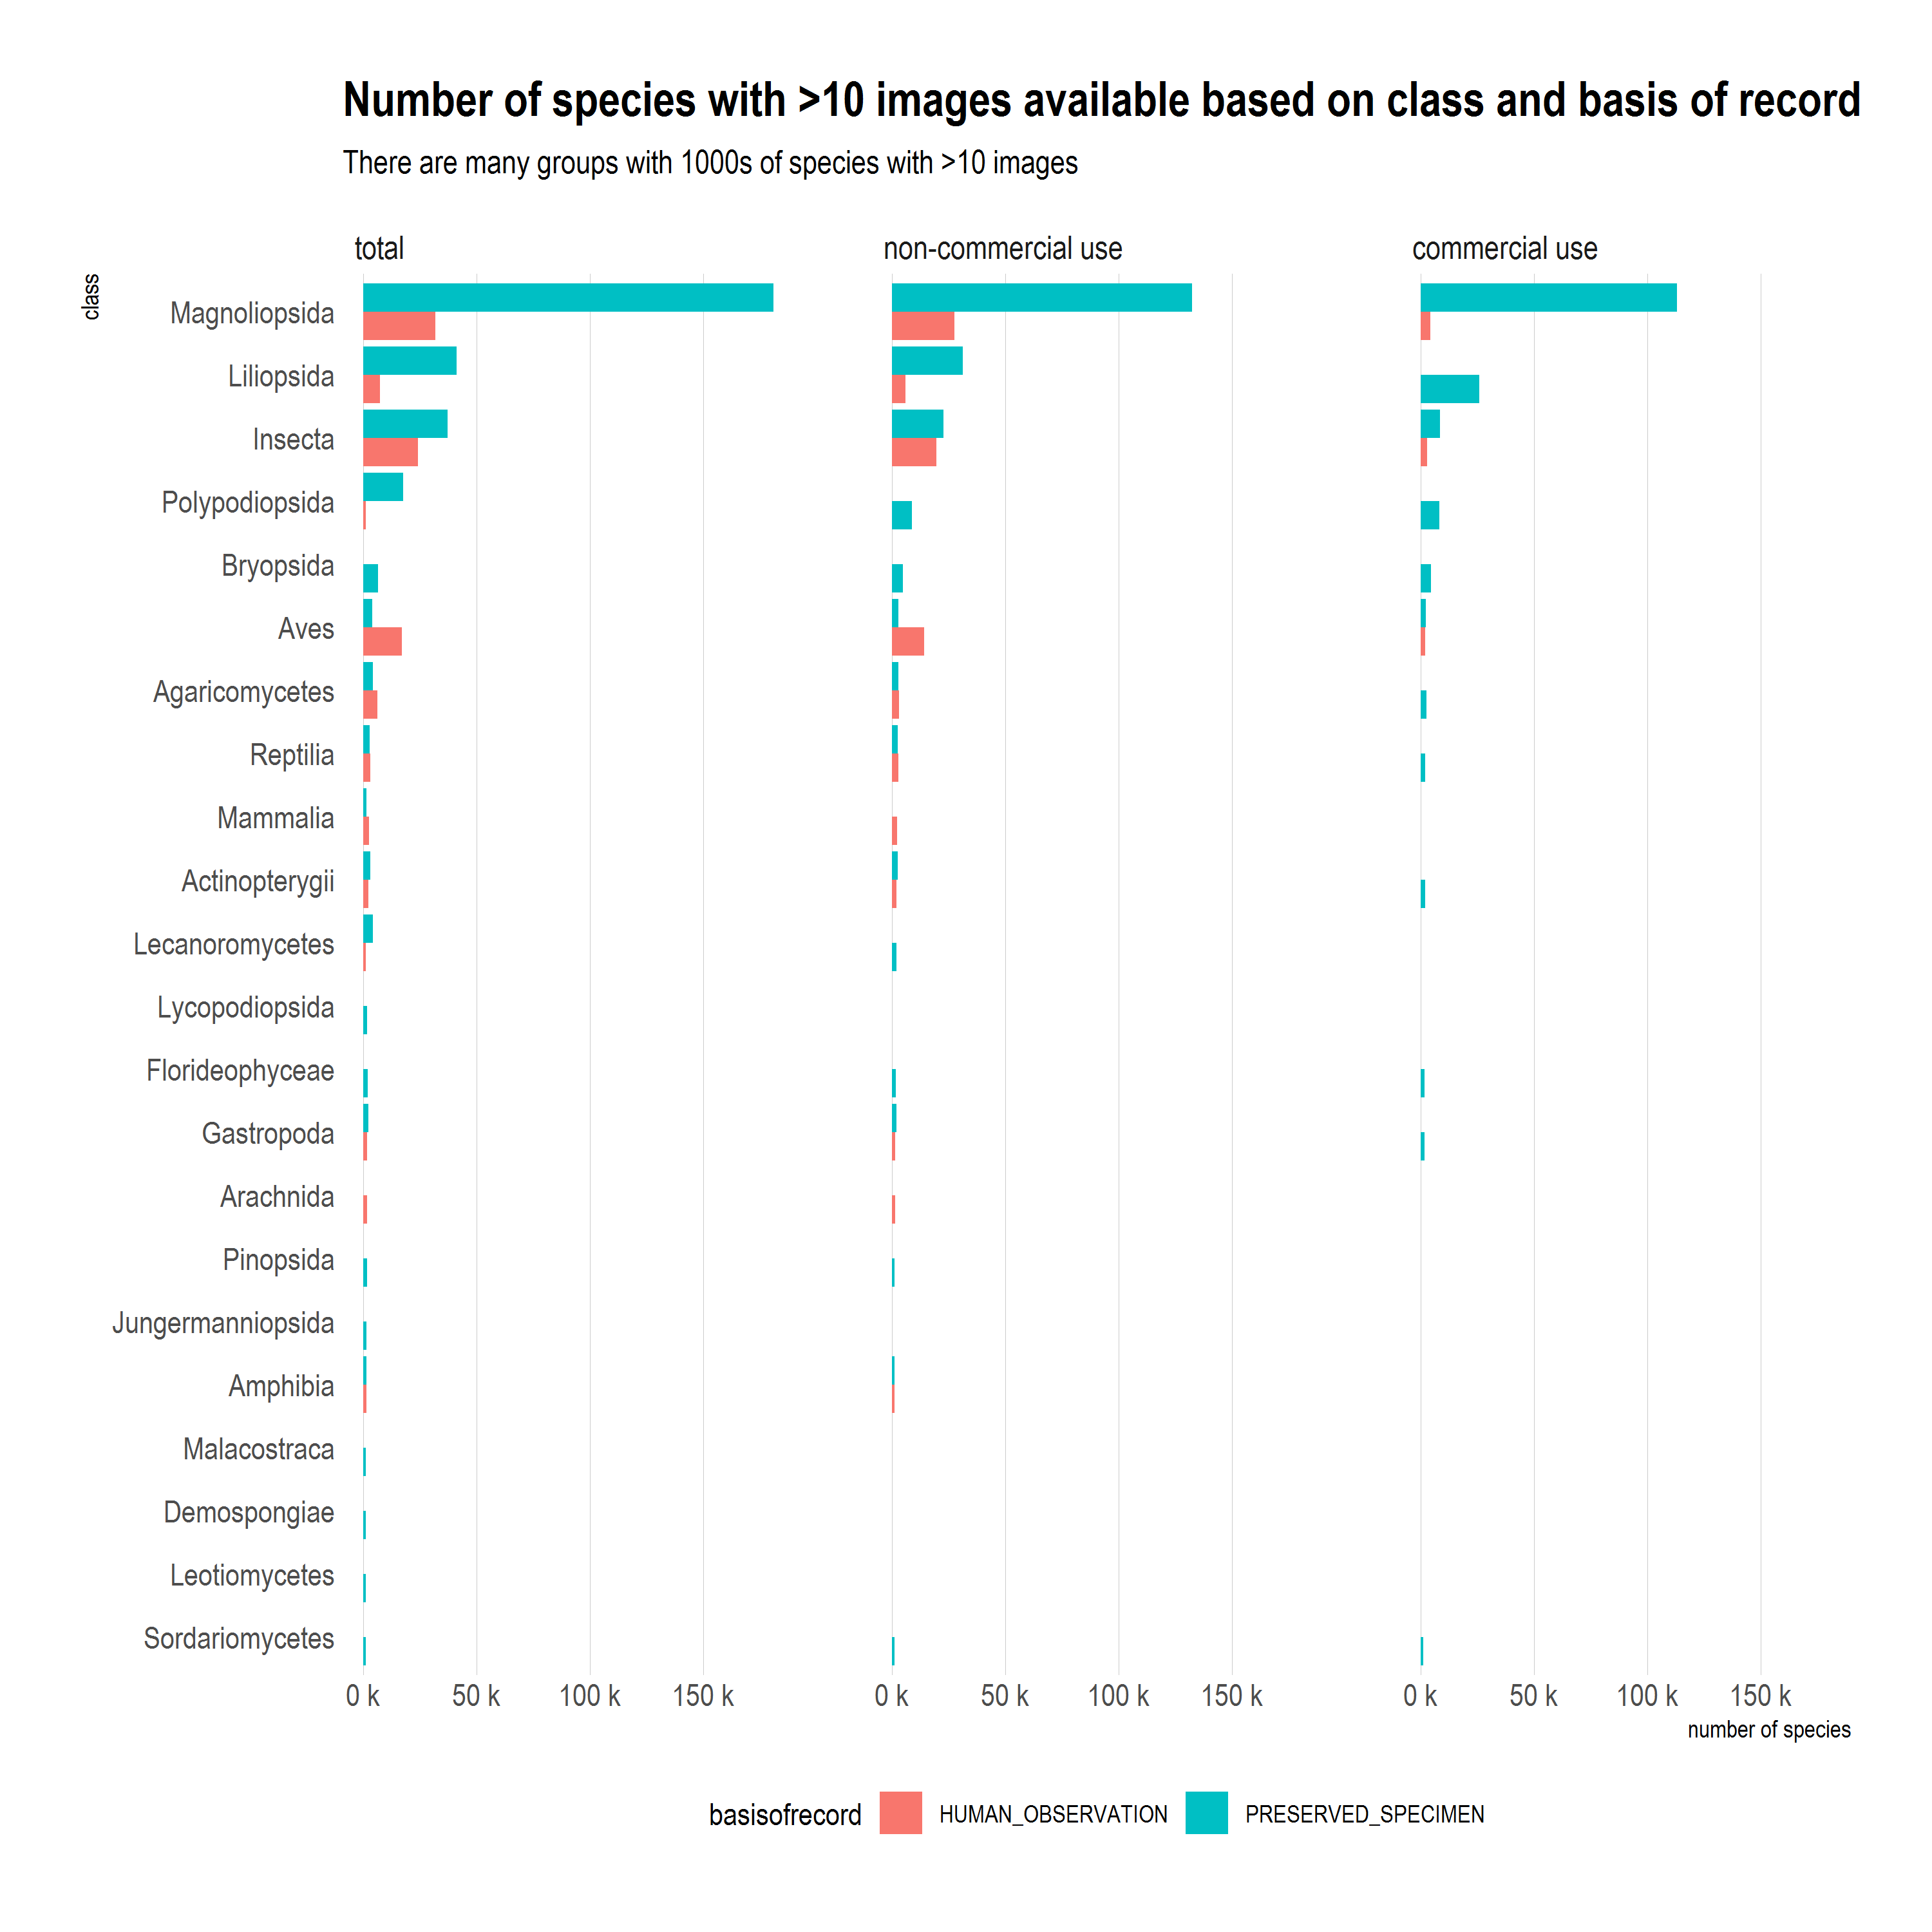 Number of species with >10 images available based on class and basis of record
There are many groups with 1000s of species with >10 images
total
non-commercial use
commercial use
class
Magnoliopsida
Liliopsida
Insecta
Polypodiopsida
Bryopsida
Aves
Agaricomycetes
Reptilia
Mammalia
Actinopterygii
Lecanoromycetes
Lycopodiopsida
Florideophyceae
Gastropoda
Arachnida
Pinopsida
Jungermanniopsida
Amphibia
Malacostraca
Demospongiae
Leotiomycetes
Sordariomycetes
0 k 50 k 100 k 150 k
0 k 50 k 100 k 150 k
0 k 50 k 100 k 150 k
number of species
basisofrecord HUMAN_OBSERVATION PRESERVED_SPECIMEN